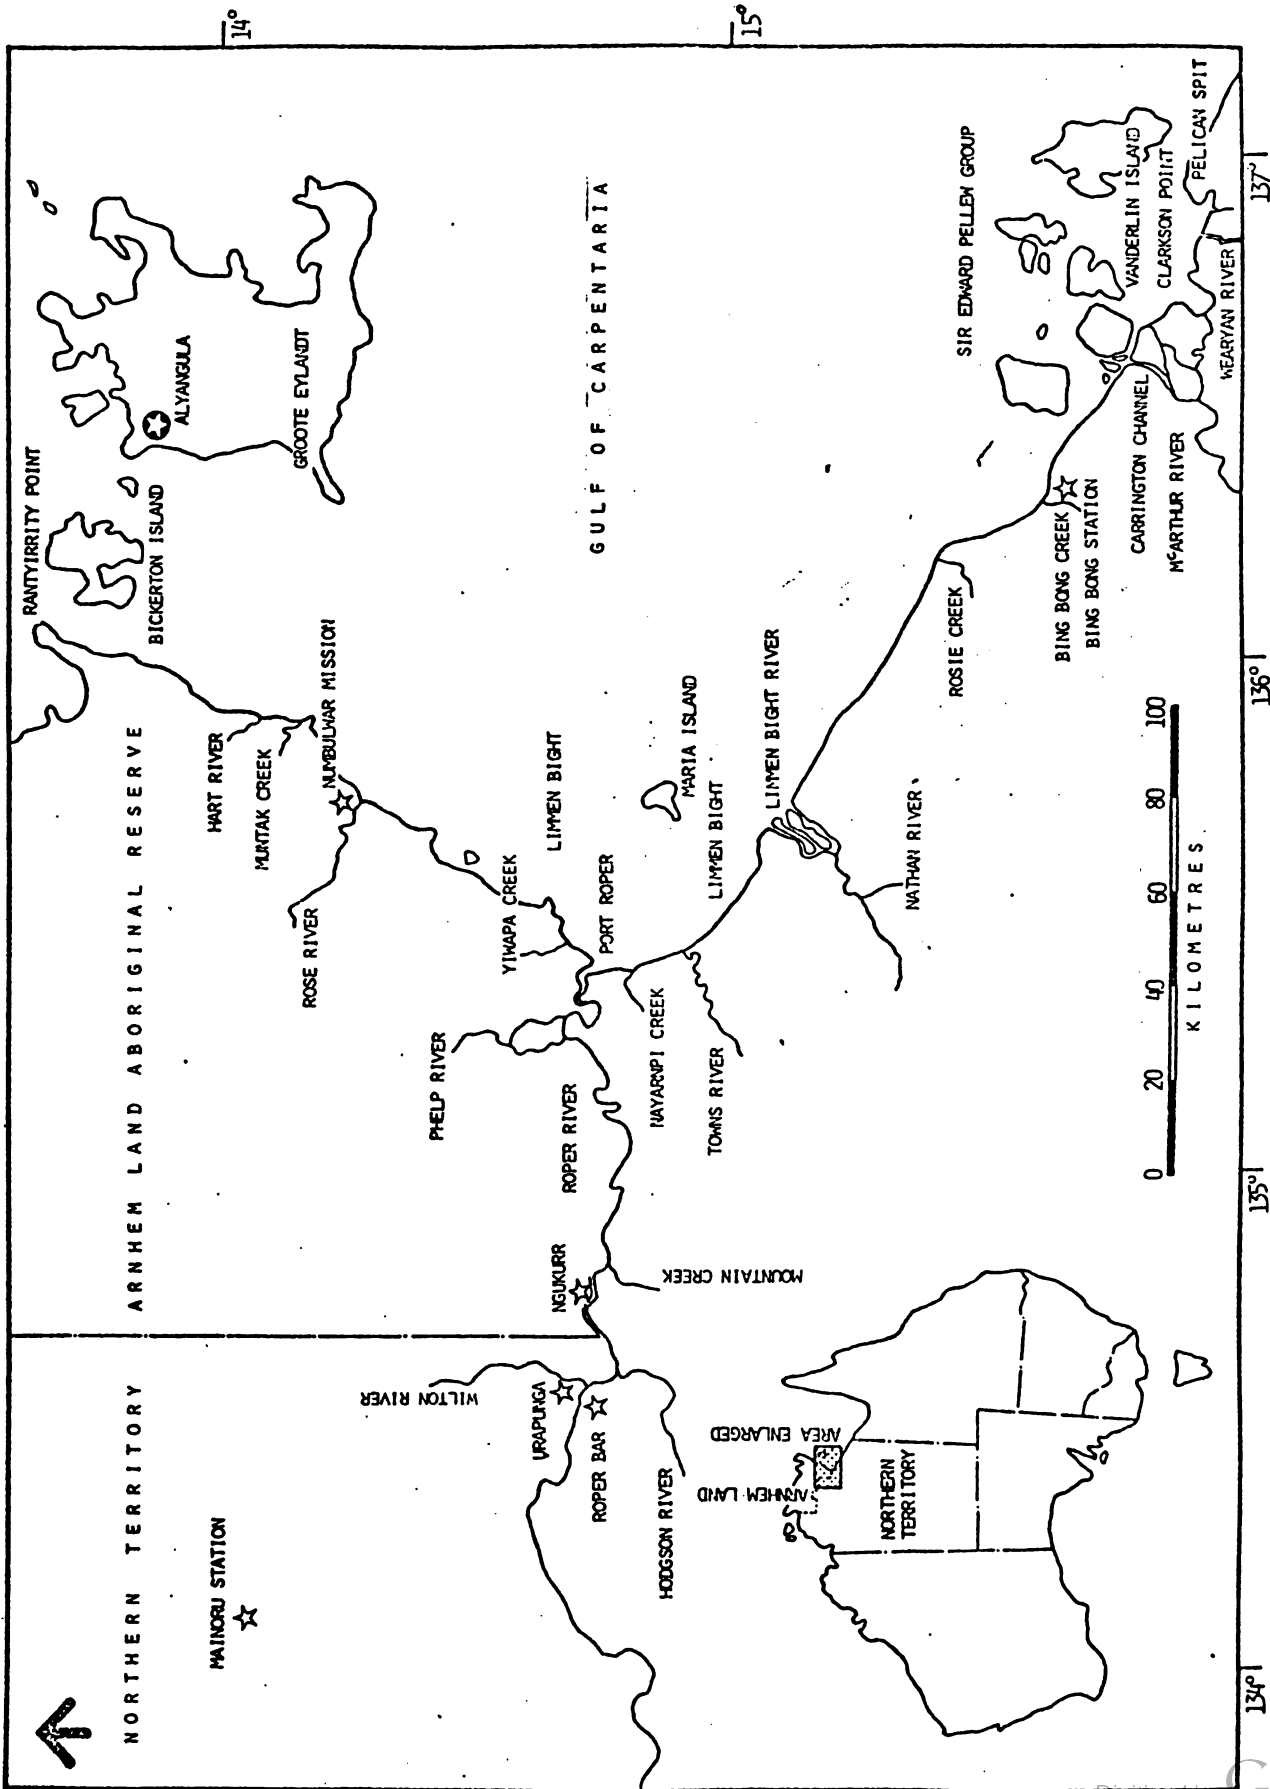 14°
15°
NORTHERN TERRITORY
ARNHEM LAND ABORIGINAL RESERVE
RANTYIRRITY POINT
BICKERTON ISLAND
ALYANGULA
GROOTE EYLANDT
MAINORU STATION
HART RIVER
MUNTAK CREEK
NUMBULWAR MISSION
ROSE RIVER
WILTON RIVER
PHELP RIVER
YIWAPA CREEK
LIMMEN BIGHT
URAPUNGA
NGUKURR
ROPER RIVER
PORT ROPER
GULF OF CARPENTARIA
ROPER BAR
HODGSON RIVER
MOUNTAIN CREEK
NAYARNPI CREEK
TOWNS RIVER
MARIA ISLAND
LIMMEN BIGHT
LIMMEN BIGHT RIVER
NATHAN RIVER
ROSIE CREEK
SIR EDWARD PELLEW GROUP
BING BONG CREEK
BING BONG STATION
VANDERLIN ISLAND
CLARKSON POINT
PELICAN SPIT
CARRINGTON CHANNEL
McARTHUR RIVER
WEARYAN RIVER
ARNHEM LAND
AREA ENLARGED
NORTHERN
TERRITORY
0 20 40 60 80 100
KILOMETRES
134°
135°
136°
137°